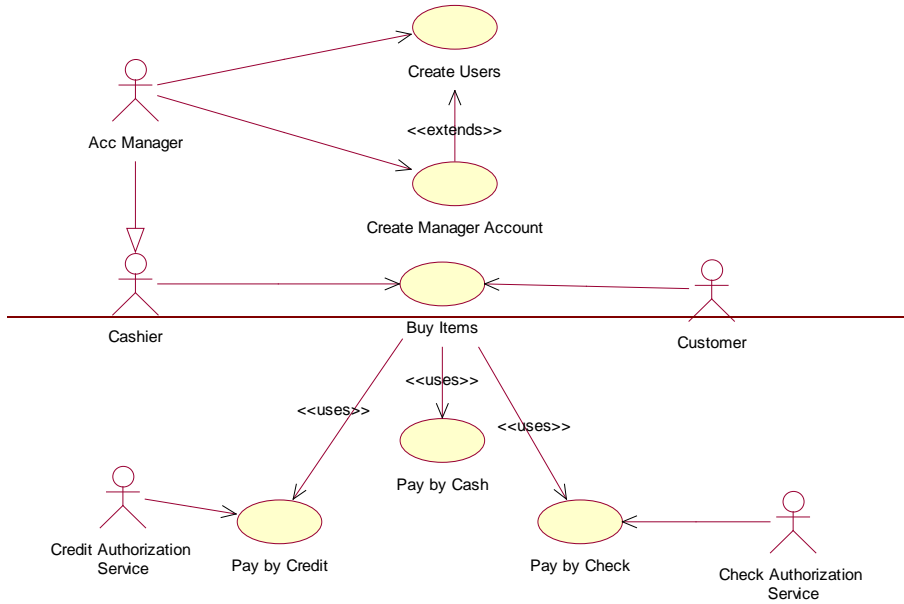 Create Users
Acc Manager
<<extends>>
Create Manager Account
Cashier
Buy Items
Customer
<<uses>>
<<uses>>
<<uses>>
Pay by Cash
Credit Authorization
Service
Pay by Credit
Pay by Check
Check Authorization
Service